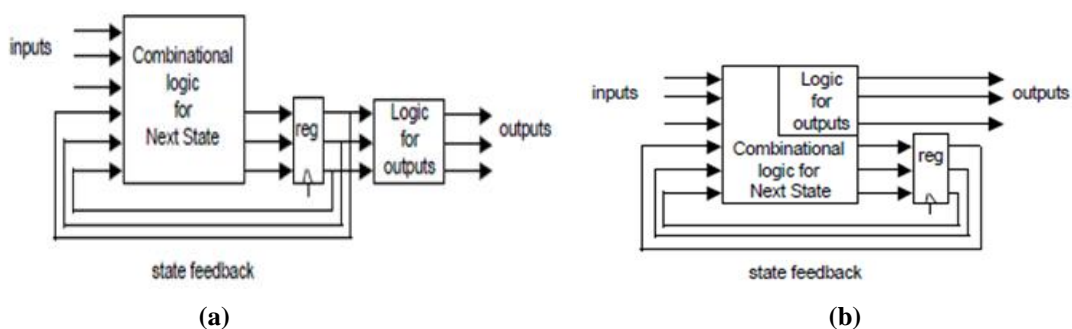 inputs
Combinational
logic
for
Next State
reg
Logic
for
outputs
outputs
state feedback
(a)
inputs
Logic
for
outputs
Combinational
logic for
Next State
reg
outputs
state feedback
(b)